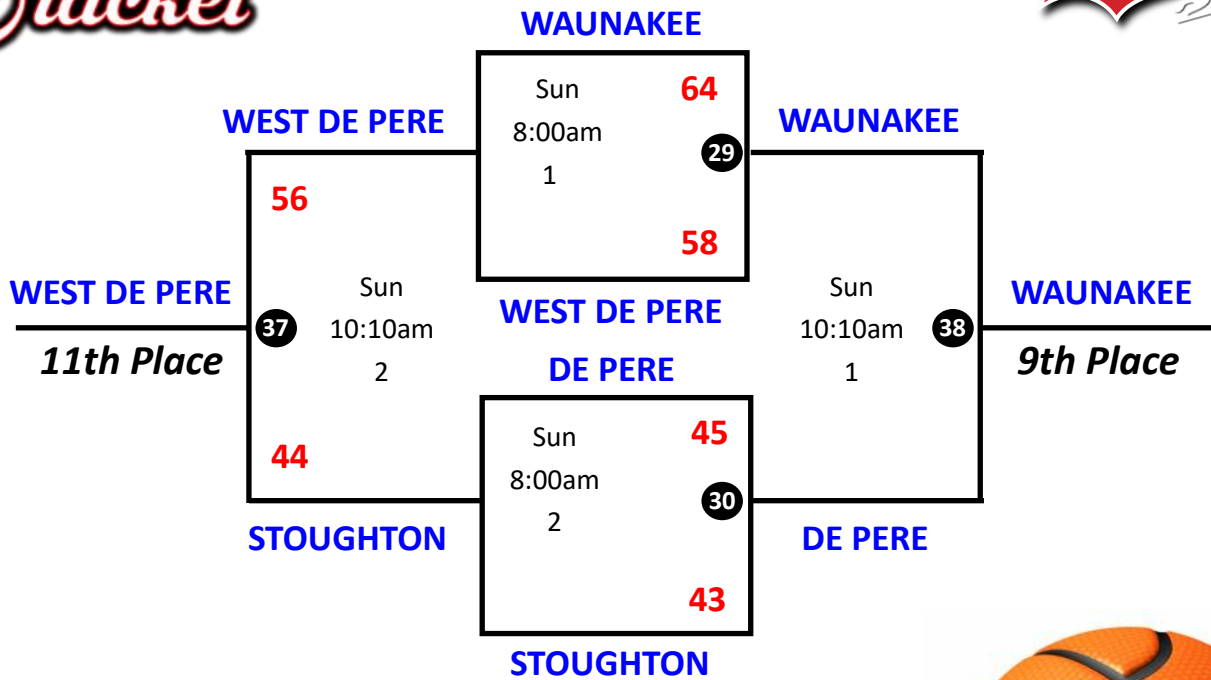 Bracket
WAUNAKEE
Sun
8:00am
1
64
29
58
WEST DE PERE
WEST DE PERE
56
WAUNAKEE
WEST DE PERE
37
11th Place
Sun
10:10am
2
44
STOUGHTON
Sun
10:10am
1
38
WAUNAKEE
9th Place
DE PERE
Sun
8:00am
2
45
30
43
STOUGHTON
DE PERE